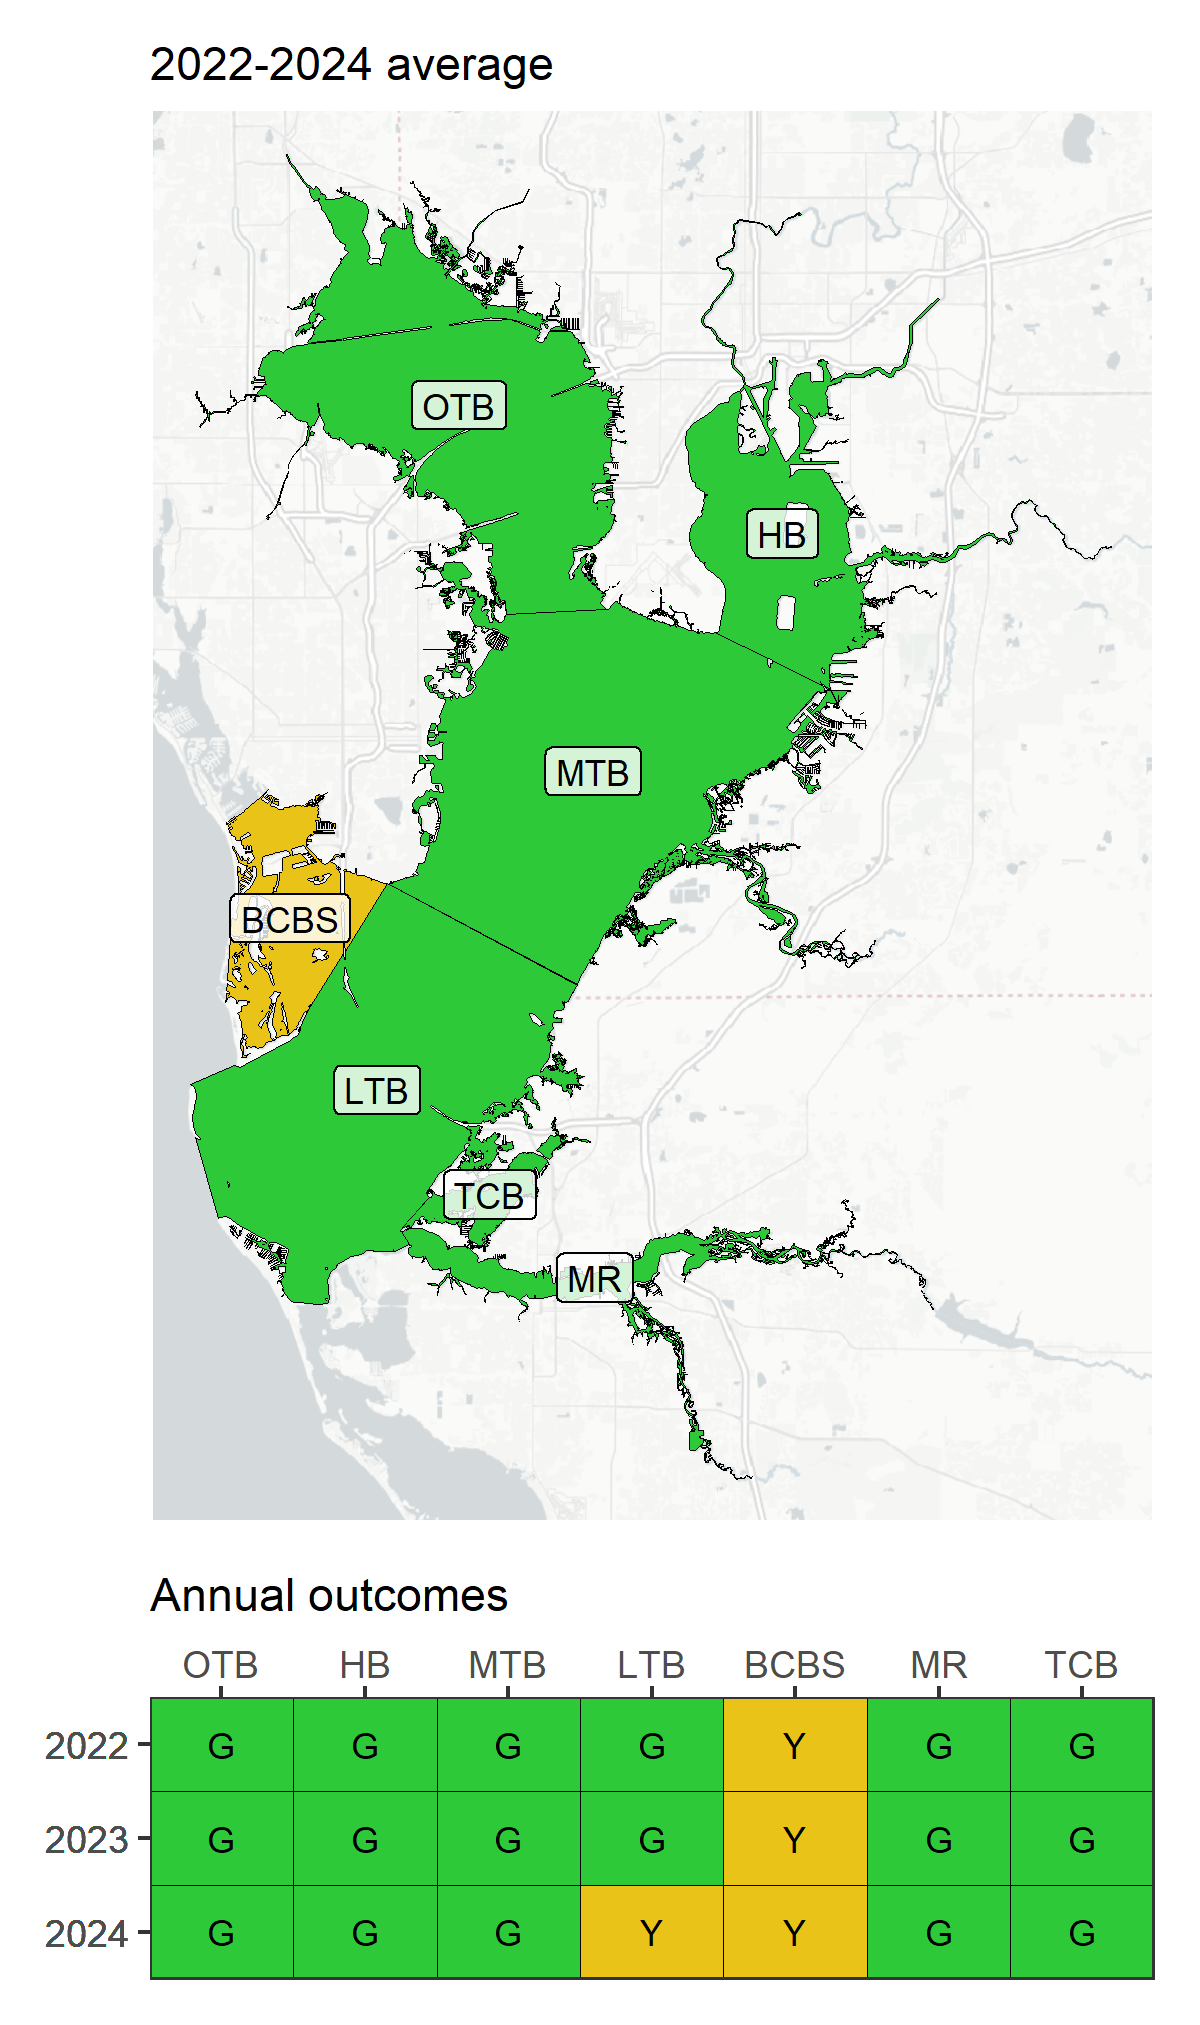 2022-2024 average
OTB
HB
MTB
BCBS
LTB
TCB
MR
Annual outcomes
OTB HB MTB LTB BCBS MR TCB
2022 G G G G Y G G
2023 G G G G Y G G
2024 G G G Y Y G G